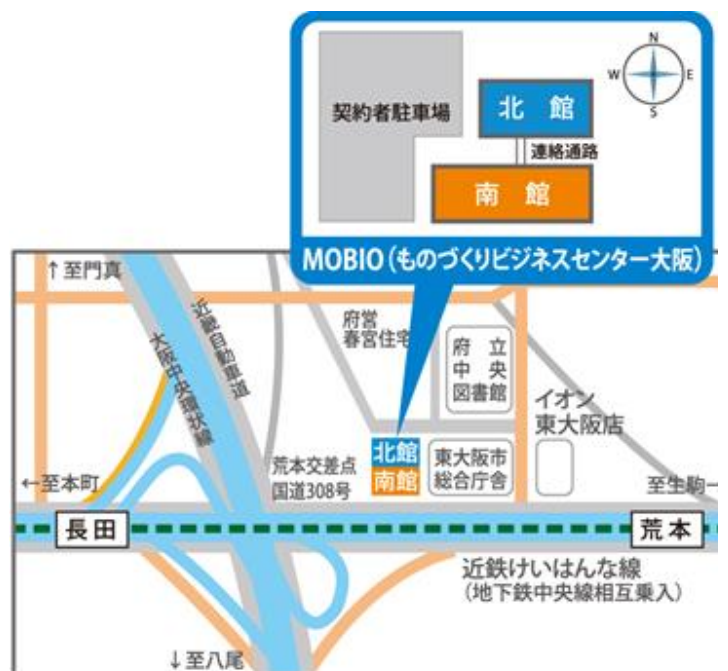 N
W
E
S
契約者駐車場
北 館
連絡通路
南 館
MOBIO(ものづくりビジネスセンター大阪)
↑至門真
近畿自動車道
大阪中央環状線
府営
春宮住宅
府 立
中 央
図書館
イオン
東大阪店
北館
南館
東大阪市
総合庁舎
荒本交差点
国道308号
←至本町
至生駒→
長田
荒本
近鉄けいはんな線
(地下鉄中央線相互乗入)
↓至八尾